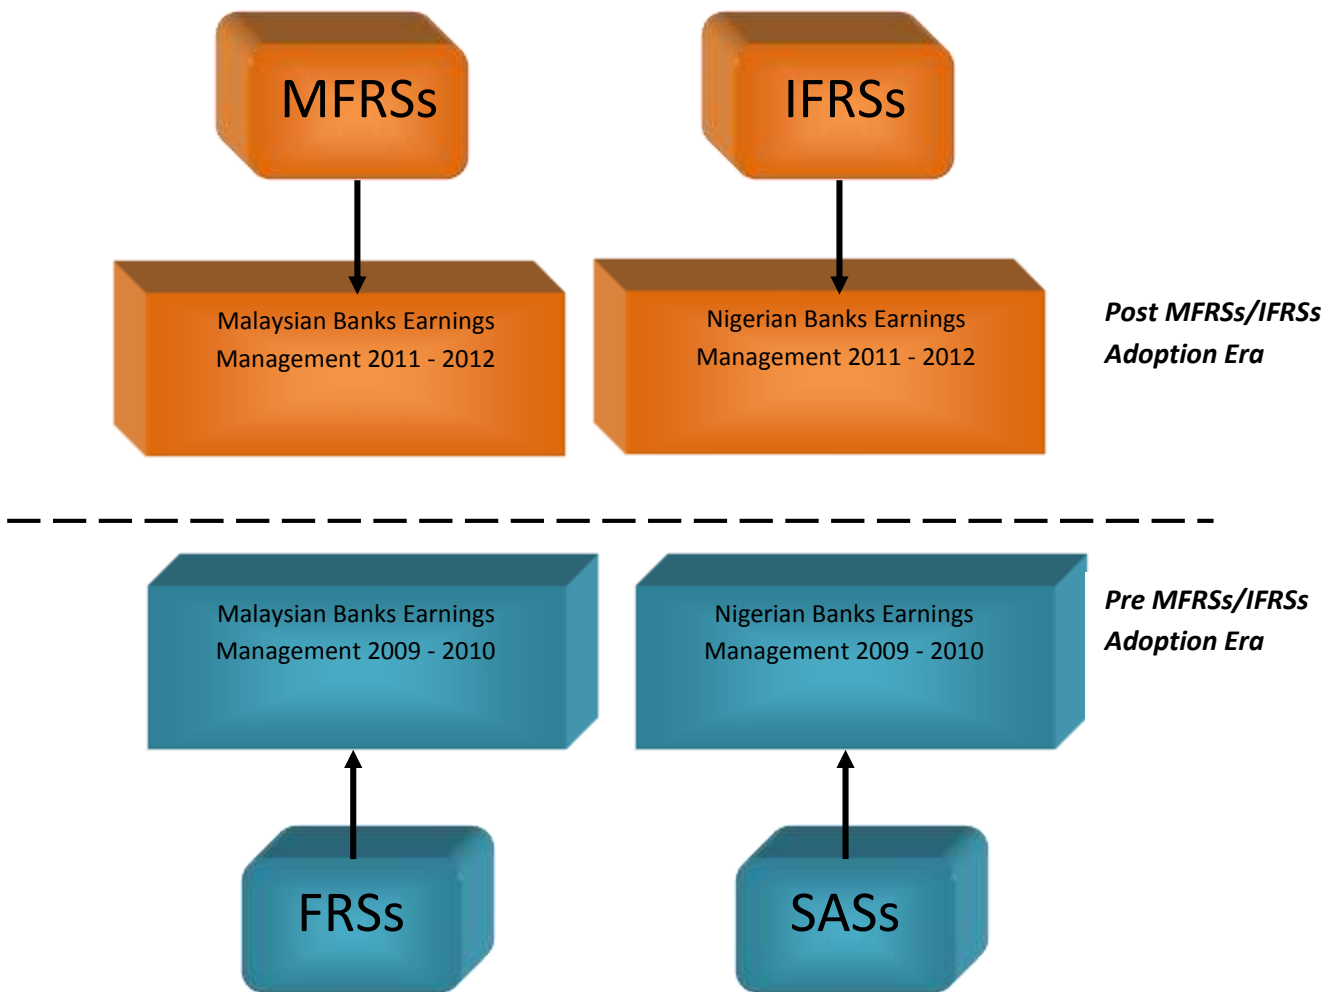 MFRSs
IFRSs
Malaysian Banks Earnings
Management 2011 - 2012
Nigerian Banks Earnings
Management 2011 - 2012
Post MFRSs/IFRSs
Adoption Era
Malaysian Banks Earnings
Management 2009 - 2010
Nigerian Banks Earnings
Management 2009 - 2010
Pre MFRSs/IFRSs
Adoption Era
FRSs
SASs